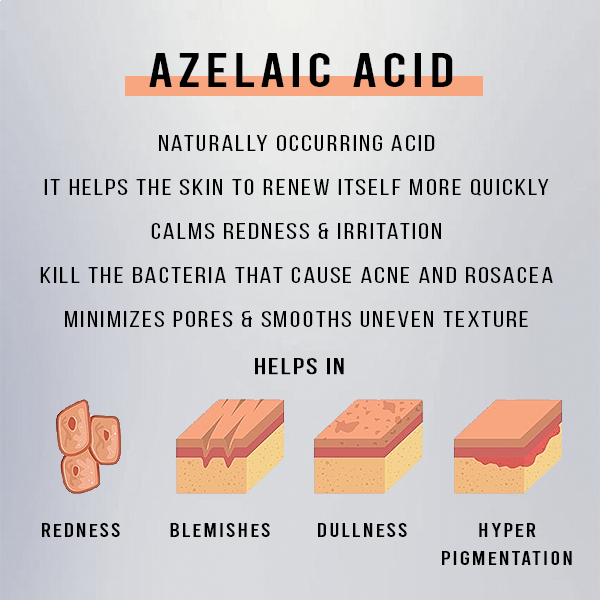 AZELAIC ACID
NATURALLY OCCURRING ACID
IT HELPS THE SKIN TO RENEW ITSELF MORE QUICKLY
CALMS REDNESS & IRRITATION
KILL THE BACTERIA THAT CAUSE ACNE AND ROSACEA
MINIMIZES PORES & SMOOTHS UNEVEN TEXTURE
HELPS IN
REDNESS
BLEMISHES
DULLNESS
HYPER
PIGMENTATION